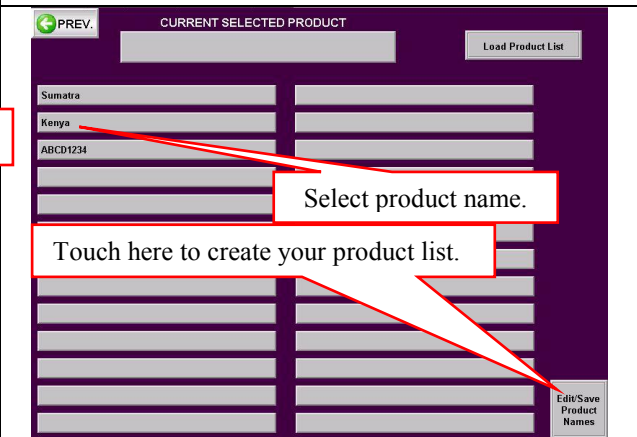 PREV.
CURRENT SELECTED PRODUCT
Load Product List
Sumatra
Kenya
ABCD1234
Select product name.
Touch here to create your product list.
Edit/Save
Product
Names